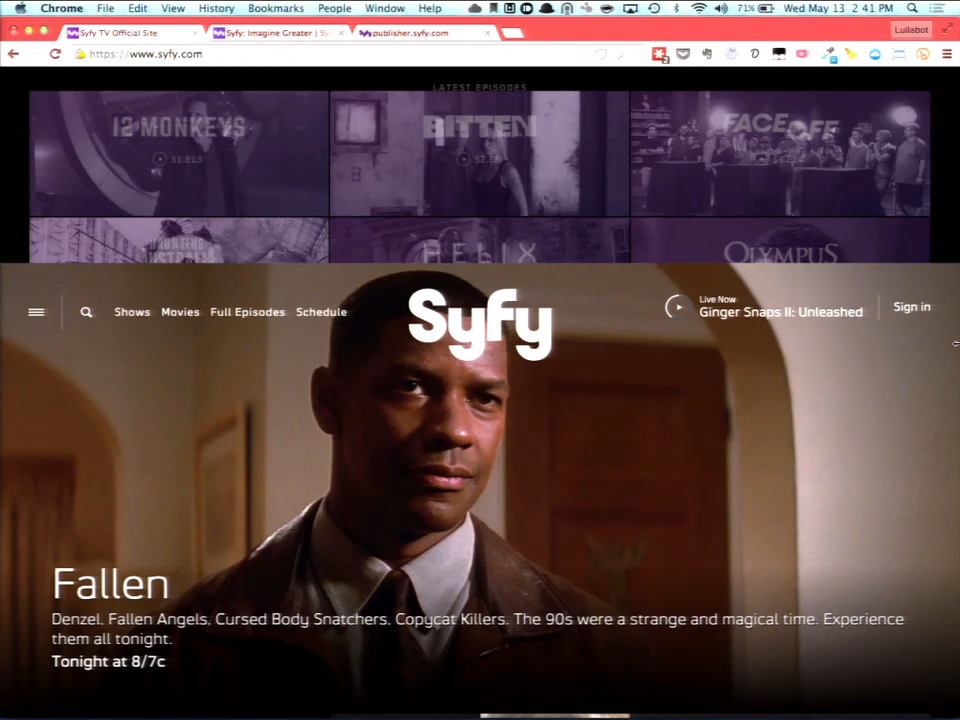 Chrome File Edit View History Bookmarks People Window Help 71% Wed May 13 2:41 PM
Syfy TV Official Site
Syfy: Imagine Greater | Sy
publisher.syfy.com
Lullabot
https://www.syfy.com
LATEST EPISODES
12 MONKEYS
BITTEN
FACE OFF
S1:E13
HELIX
OLYMPUS
Shows Movies Full Episodes Schedule
Syfy
Live Now
Ginger Snaps II: Unleashed
Sign in
Fallen
Denzel. Fallen Angels. Cursed Body Snatchers. Copycat Killers. The 90s were a strange and magical time. Experience
them all tonight.
Tonight at 8/7c